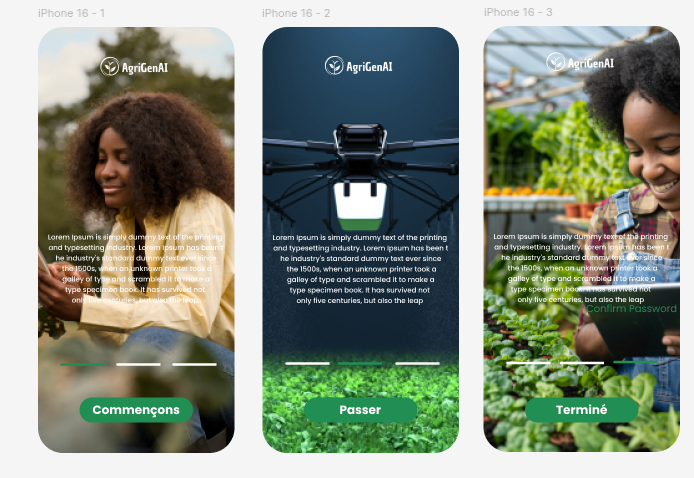 iPhone 16 - 1
AgriGenAI
Lorem Ipsum is simply dummy text of the printing
and typesetting industry. Lorem Ipsum has been t
he industry's standard dummy text ever since
the 1500s, when an unknown printer took a
galley of type and scrambled it to make a
type specimen book. It has survived not
only five centuries, but also the leap
Commençons
iPhone 16 - 2
AgriGenAI
Lorem Ipsum is simply dummy text of the printing
and typesetting industry. Lorem Ipsum has been t
he industry's standard dummy text ever since
the 1500s, when an unknown printer took a
galley of type and scrambled it to make a
type specimen book. It has survived not
only five centuries, but also the leap
Passer
iPhone 16 - 3
AgriGenAI
Lorem Ipsum is simply dummy text of the printing
and typesetting industry. Lorem Ipsum has been t
he industry's standard dummy text ever since
the 1500s, when an unknown printer took a
galley of type and scrambled it to make a
type specimen book. It has survived not
only five centuries, but also the leap
Confirm Password
Terminé